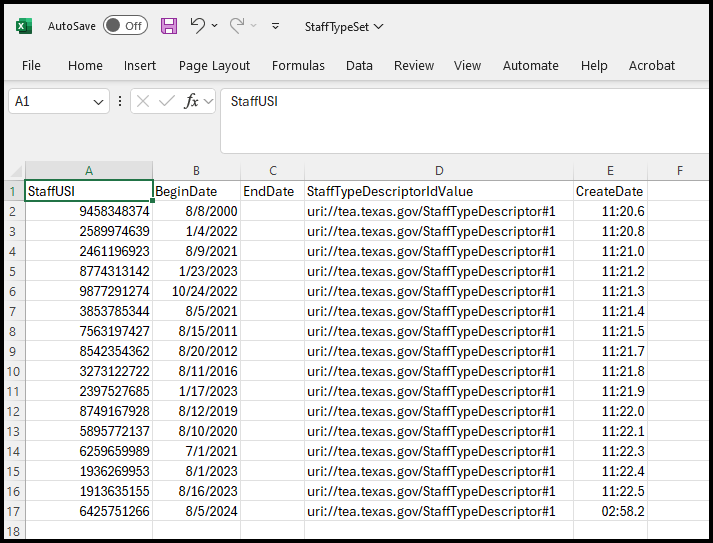 AutoSave Off StaffTypeSet
File Home Insert Page Layout Formulas Data Review View Automate Help Acrobat
A1 fx StaffUSI
A B C D E F
1 StaffUSI BeginDate EndDate StaffTypeDescriptorIdValue CreateDate
2 9458348374 8/8/2000 uri://tea.texas.gov/StaffTypeDescriptor#1 11:20.6
3 2589974639 1/4/2022 uri://tea.texas.gov/StaffTypeDescriptor#1 11:20.8
4 2461196923 8/9/2021 uri://tea.texas.gov/StaffTypeDescriptor#1 11:21.0
5 8774313142 1/23/2023 uri://tea.texas.gov/StaffTypeDescriptor#1 11:21.2
6 9877291274 10/24/2022 uri://tea.texas.gov/StaffTypeDescriptor#1 11:21.3
7 3853785344 8/5/2021 uri://tea.texas.gov/StaffTypeDescriptor#1 11:21.4
8 7563197427 8/15/2011 uri://tea.texas.gov/StaffTypeDescriptor#1 11:21.5
9 8542354362 8/20/2012 uri://tea.texas.gov/StaffTypeDescriptor#1 11:21.7
10 3273122722 8/11/2016 uri://tea.texas.gov/StaffTypeDescriptor#1 11:21.8
11 2397527685 1/17/2023 uri://tea.texas.gov/StaffTypeDescriptor#1 11:21.9
12 8749167928 8/12/2019 uri://tea.texas.gov/StaffTypeDescriptor#1 11:22.0
13 5895772137 8/10/2020 uri://tea.texas.gov/StaffTypeDescriptor#1 11:22.1
14 6259659989 7/1/2021 uri://tea.texas.gov/StaffTypeDescriptor#1 11:22.3
15 1936269953 8/1/2023 uri://tea.texas.gov/StaffTypeDescriptor#1 11:22.4
16 1913635155 8/16/2023 uri://tea.texas.gov/StaffTypeDescriptor#1 11:22.5
17 6425751266 8/5/2024 uri://tea.texas.gov/StaffTypeDescriptor#1 02:58.2
18